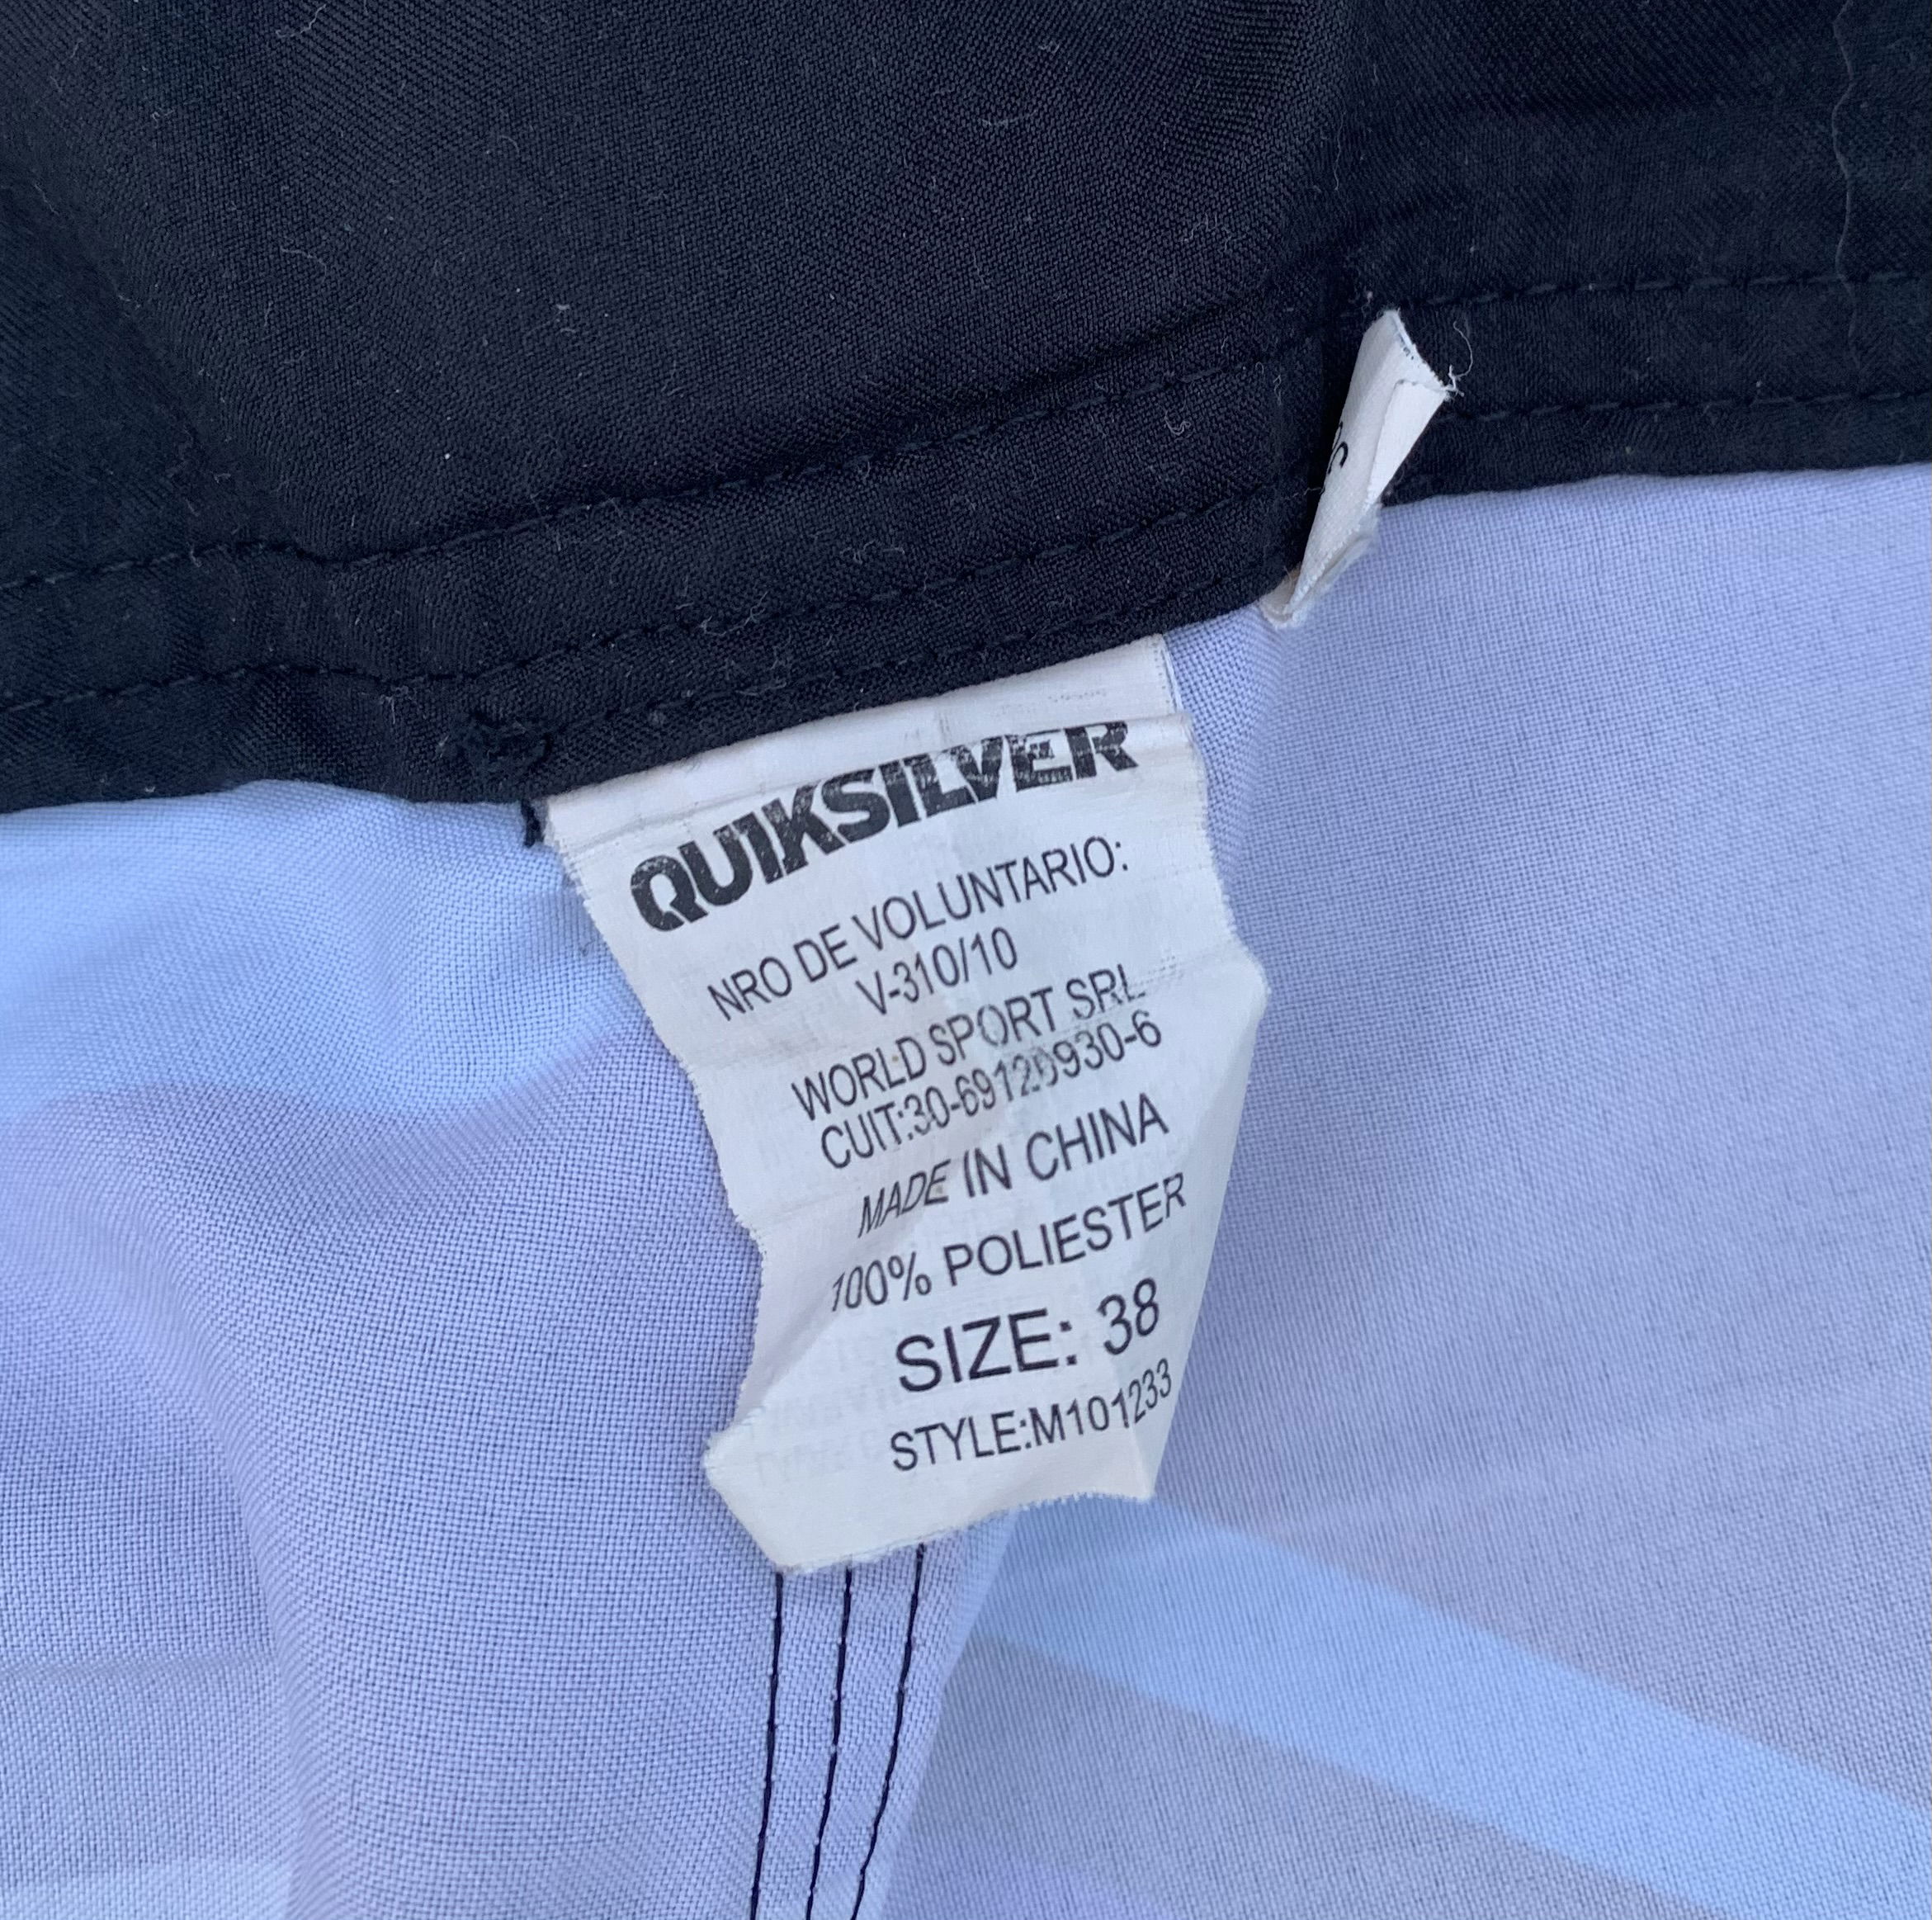 QUIKSILVER
NRO DE VOLUNTARIO:
V-310/10
WORLD SPORT SRL
CUIT:30-69120930-6
MADE IN CHINA
100% POLIESTER
SIZE: 38
STYLE:M101233